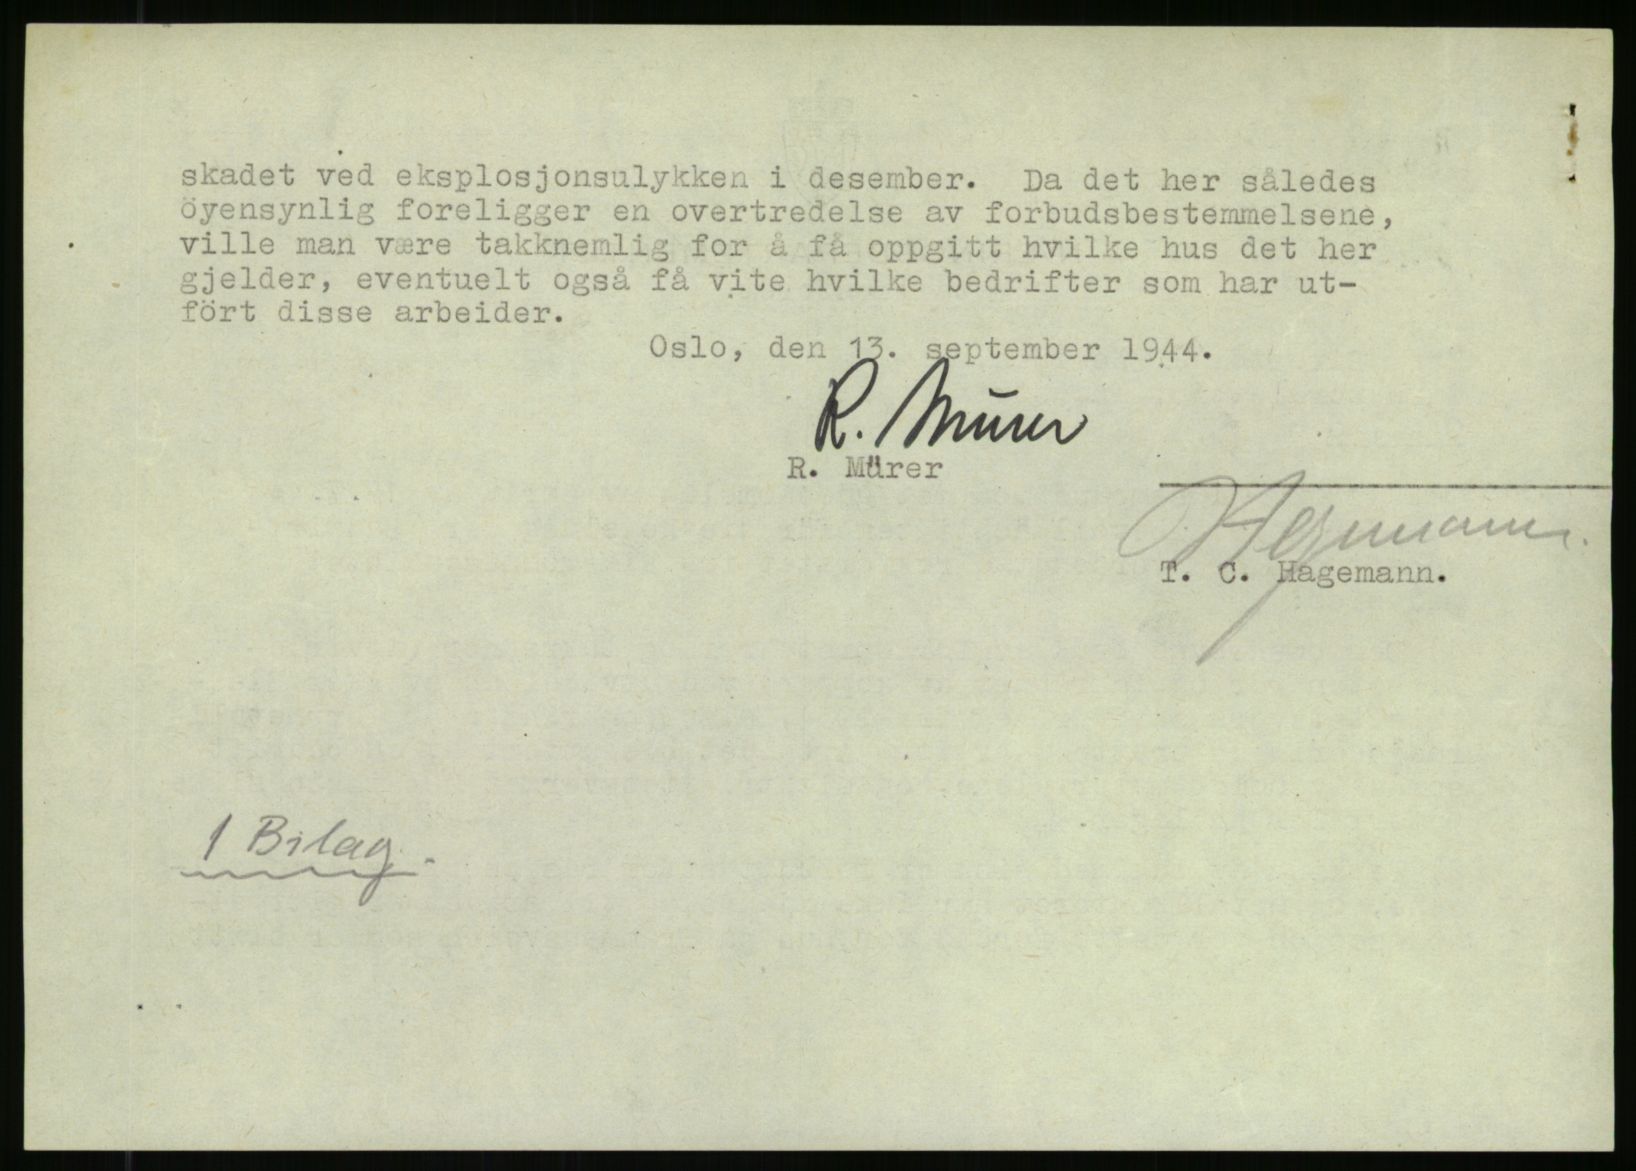 skadet ved eksplosjonsulykken i desember.  Da det her således
öyensynlig foreligger en overtredelse av forbudsbestemmelsene,
ville man være takknemlig for å få oppgitt hvilke hus det her
gjelder, eventuelt også få vite hvilke bedrifter som har ut-
fört disse arbeider.
Oslo, den 13. september 1944.
R. Mürer
R. Mürer
Hagemann.
T. C. Hagemann.
1 Bilag.